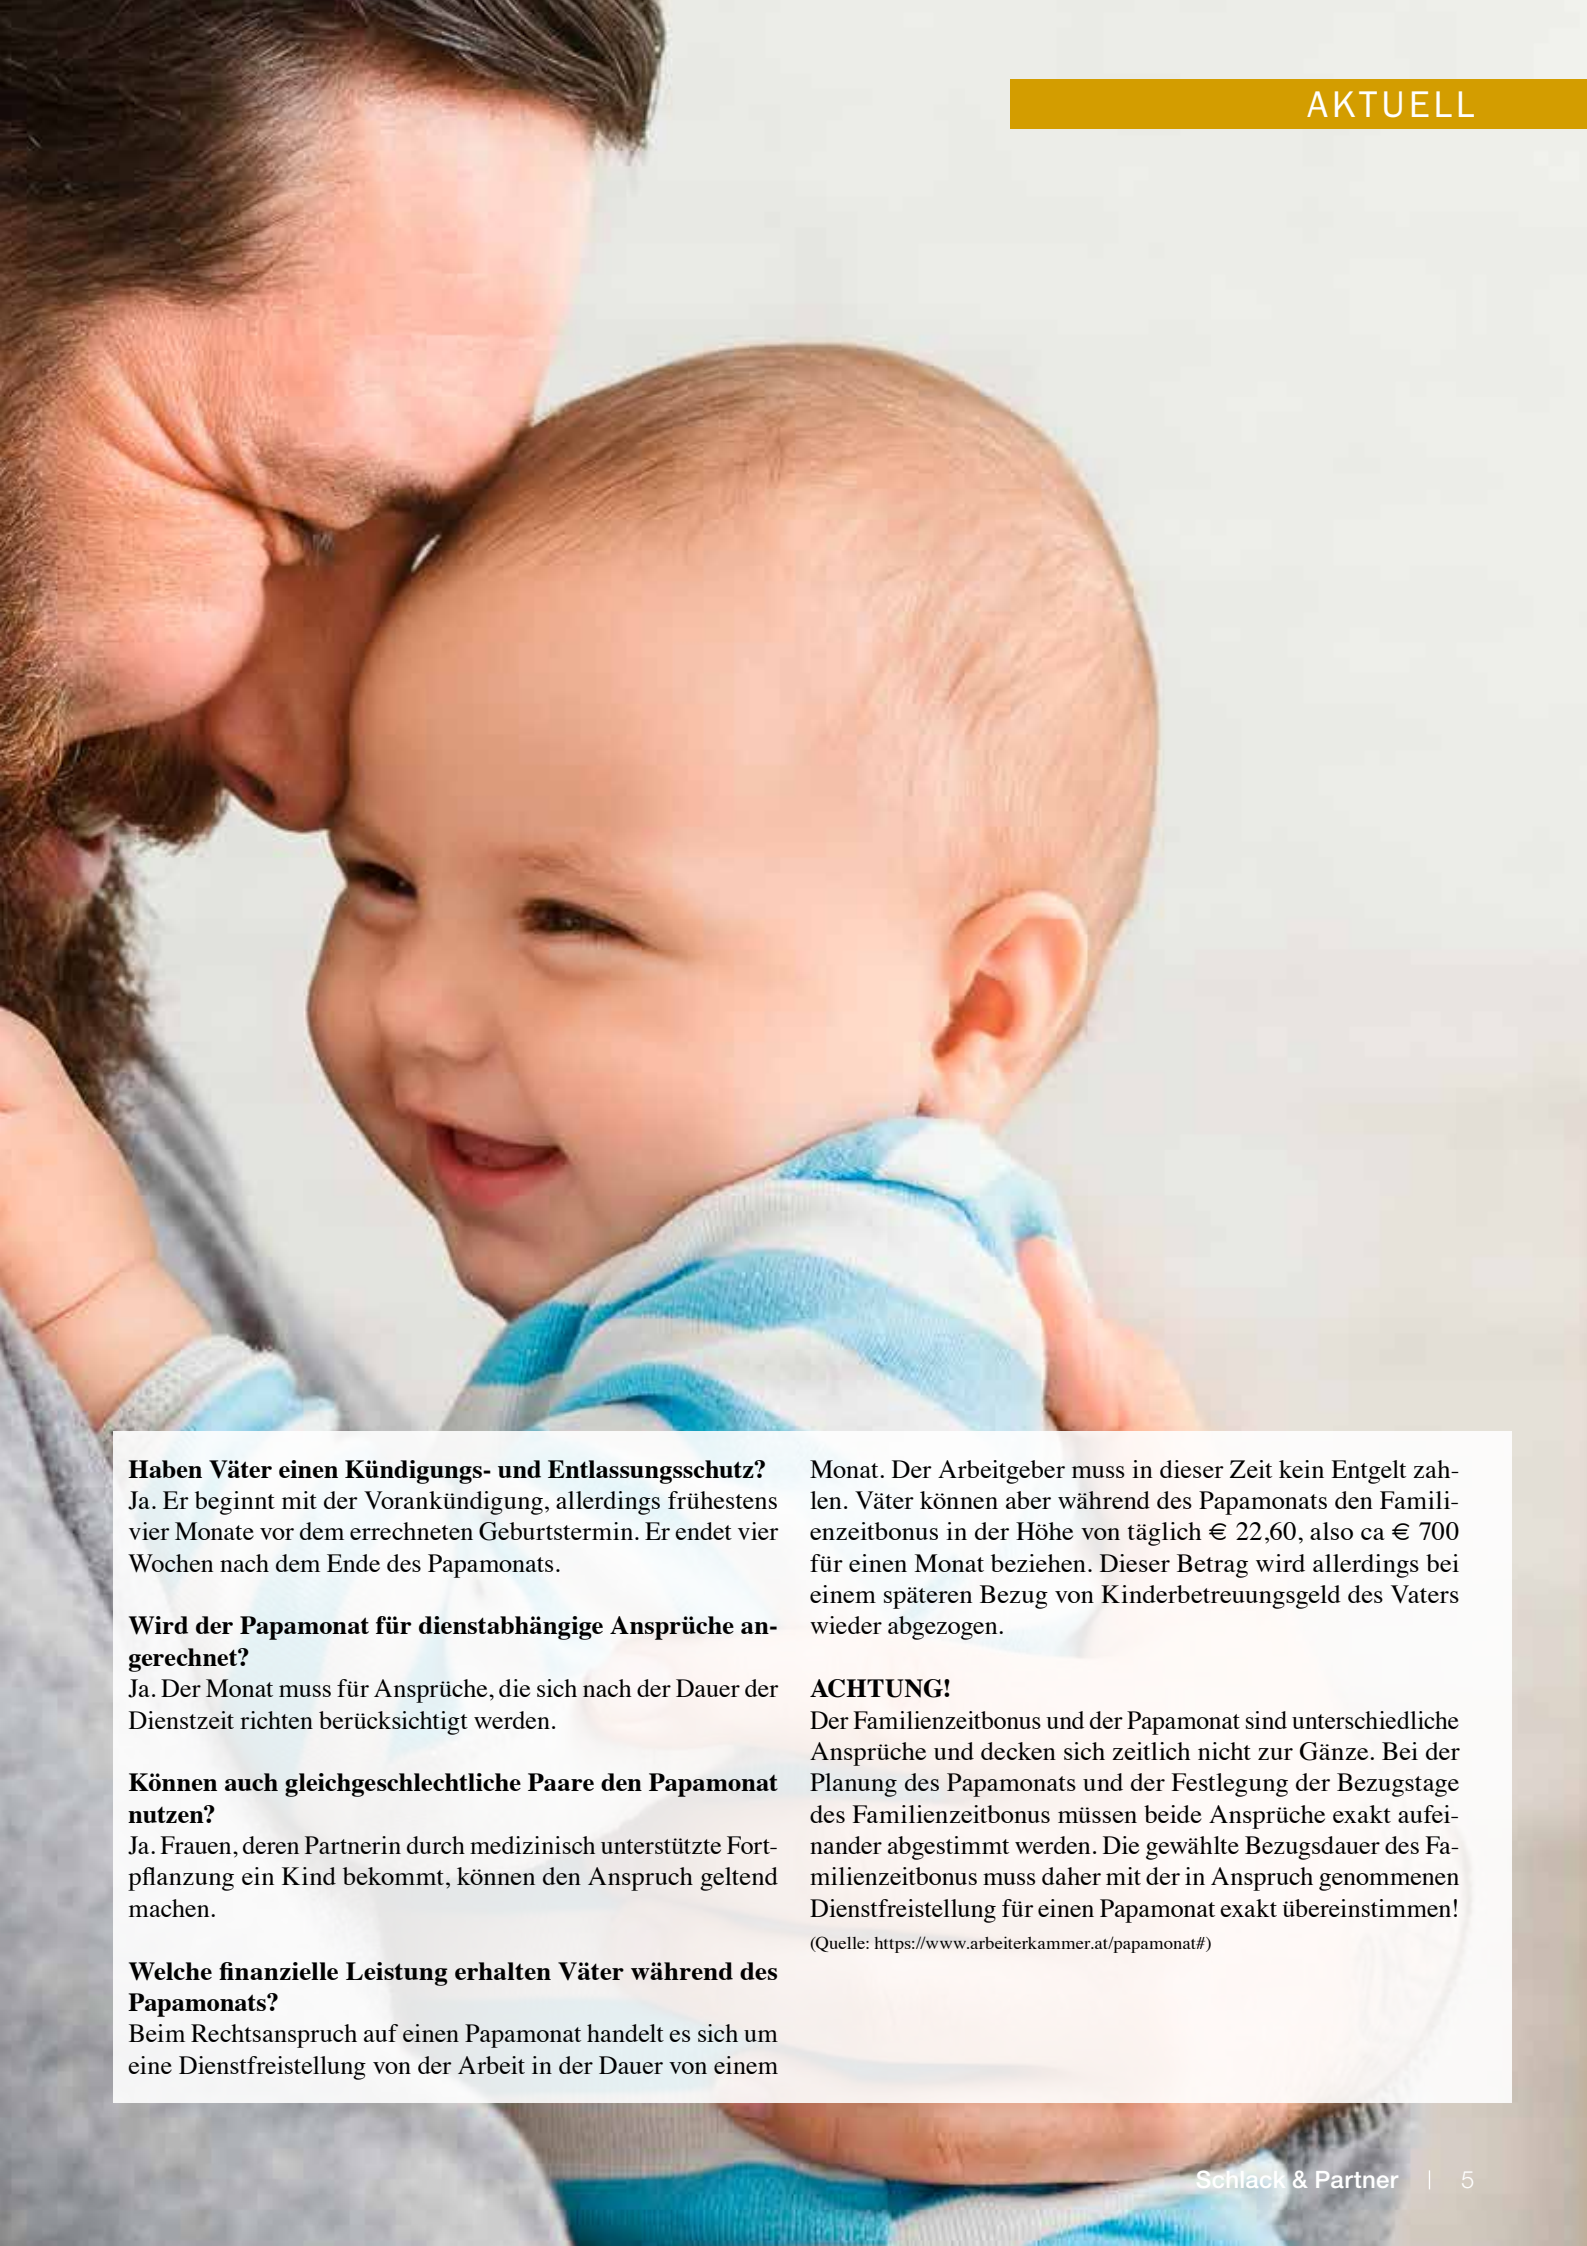 AKTUELL
Haben Väter einen Kündigungs- und Entlassungsschutz?
Ja. Er beginnt mit der Vorankündigung, allerdings frühestens
vier Monate vor dem errechneten Geburtstermin. Er endet vier
Wochen nach dem Ende des Papamonats.
Wird der Papamonat für dienstabhängige Ansprüche an-
gerechnet?
Ja. Der Monat muss für Ansprüche, die sich nach der Dauer der
Dienstzeit richten berücksichtigt werden.
Können auch gleichgeschlechtliche Paare den Papamonat
nutzen?
Ja. Frauen, deren Partnerin durch medizinisch unterstützte Fort-
pflanzung ein Kind bekommt, können den Anspruch geltend
machen.
Welche finanzielle Leistung erhalten Väter während des
Papamonats?
Beim Rechtsanspruch auf einen Papamonat handelt es sich um
eine Dienstfreistellung von der Arbeit in der Dauer von einem
Monat. Der Arbeitgeber muss in dieser Zeit kein Entgelt zah-
len. Väter können aber während des Papamonats den Famili-
enzeitbonus in der Höhe von täglich € 22,60, also ca € 700
für einen Monat beziehen. Dieser Betrag wird allerdings bei
einem späteren Bezug von Kinderbetreuungsgeld des Vaters
wieder abgezogen.
ACHTUNG!
Der Familienzeitbonus und der Papamonat sind unterschiedliche
Ansprüche und decken sich zeitlich nicht zur Gänze. Bei der
Planung des Papamonats und der Festlegung der Bezugstage
des Familienzeitbonus müssen beide Ansprüche exakt aufei-
nander abgestimmt werden. Die gewählte Bezugsdauer des Fa-
milienzeitbonus muss daher mit der in Anspruch genommenen
Dienstfreistellung für einen Papamonat exakt übereinstimmen!
(Quelle: https://www.arbeiterkammer.at/papamonat#)
Schlack & Partner | 5